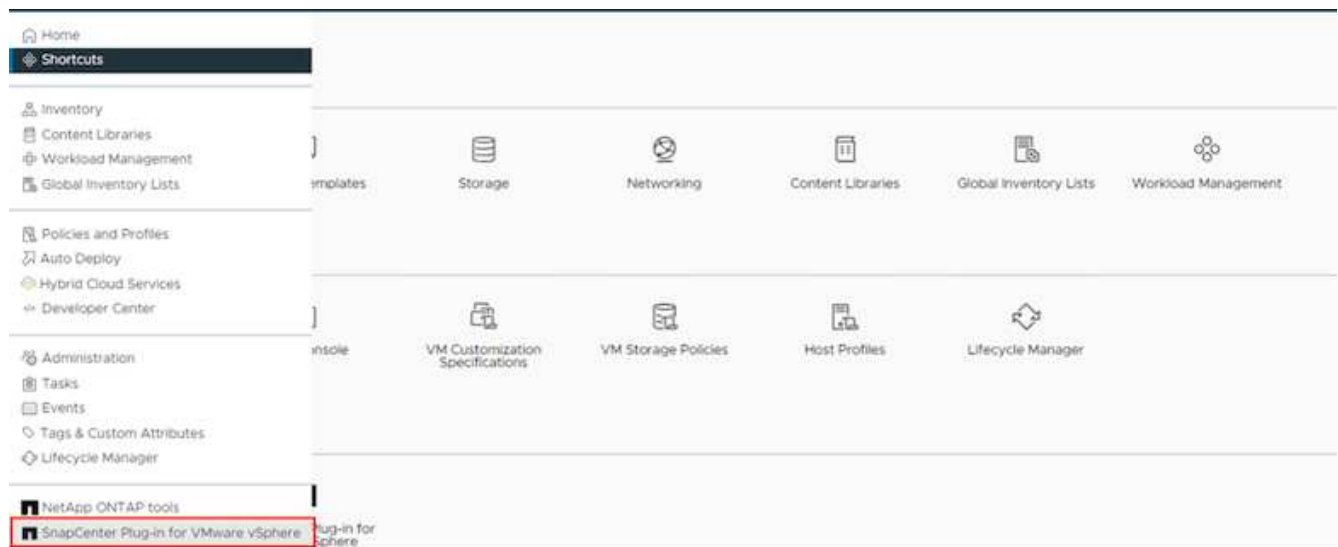 Home
Shortcuts
Inventory
Content Libraries
Workload Management
Global Inventory Lists
Policies and Profiles
Auto Deploy
Hybrid Cloud Services
Developer Center
Administration
Tasks
Events
Tags & Custom Attributes
Lifecycle Manager
NetApp ONTAP tools
SnapCenter Plug-in for VMware vSphere
emplates
Storage
Networking
Content Libraries
Global Inventory Lists
Workload Management
onsole
VM Customization
Specifications
VM Storage Policies
Host Profiles
Lifecycle Manager
Plug-in for
Sphere